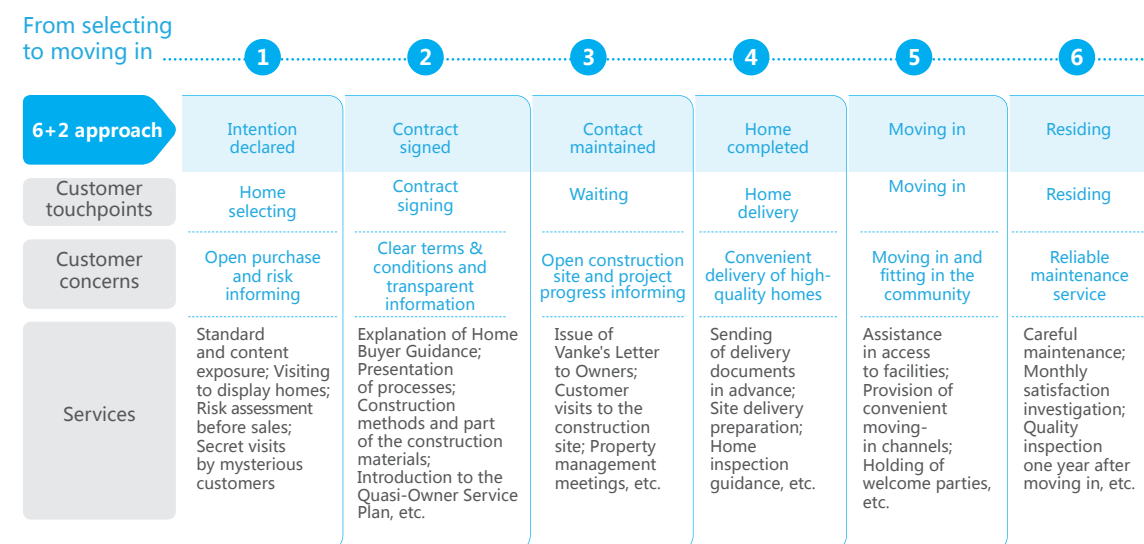 From selecting
to moving in
1
2
3
4
5
6
6+2 approach
Intention
declared
Contract
signed
Contact
maintained
Home
completed
Moving in
Residing
Customer
touchpoints
Home
selecting
Contract
signing
Waiting
Home
delivery
Moving in
Residing
Customer
concerns
Open purchase
and risk
informing
Clear terms &
conditions and
transparent
information
Open construction
site and project
progress informing
Convenient
delivery of high-
quality homes
Moving in and
fitting in the
community
Reliable
maintenance
service
Services
Standard
and content
exposure; Visiting
to display homes;
Risk assessment
before sales;
Secret visits
by mysterious
customers
Explanation of Home
Buyer Guidance;
Presentation
of processes;
Construction
methods and part
of the construction
materials;
Introduction to the
Quasi-Owner Service
Plan, etc.
Issue of
Vanke's Letter
to Owners;
Customer
visits to the
construction
site; Property
management
meetings, etc.
Sending
of delivery
documents
in advance;
Site delivery
preparation;
Home
inspection
guidance, etc.
Assistance
in access
to facilities;
Provision of
convenient
moving-
in channels;
Holding of
welcome parties,
etc.
Careful
maintenance;
Monthly
satisfaction
investigation;
Quality
inspection
one year after
moving in, etc.